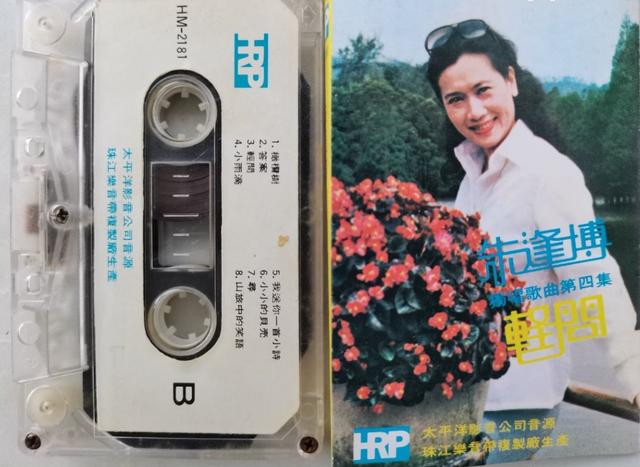 HM-2181
HRP
1. 橄欖樹
2. 答案
3. 輕問
4. 小雨滴
5. 我送你一首小詩
6. 小小的貝壳
7. 尋
8. 山旅中的笑語
太平洋影音公司音源
珠江樂音帶複製廠生產
B
朱逢博
獨唱歌曲第四集
輕問
HRP
太平洋影音公司音源
珠江樂音帶複製廠生產